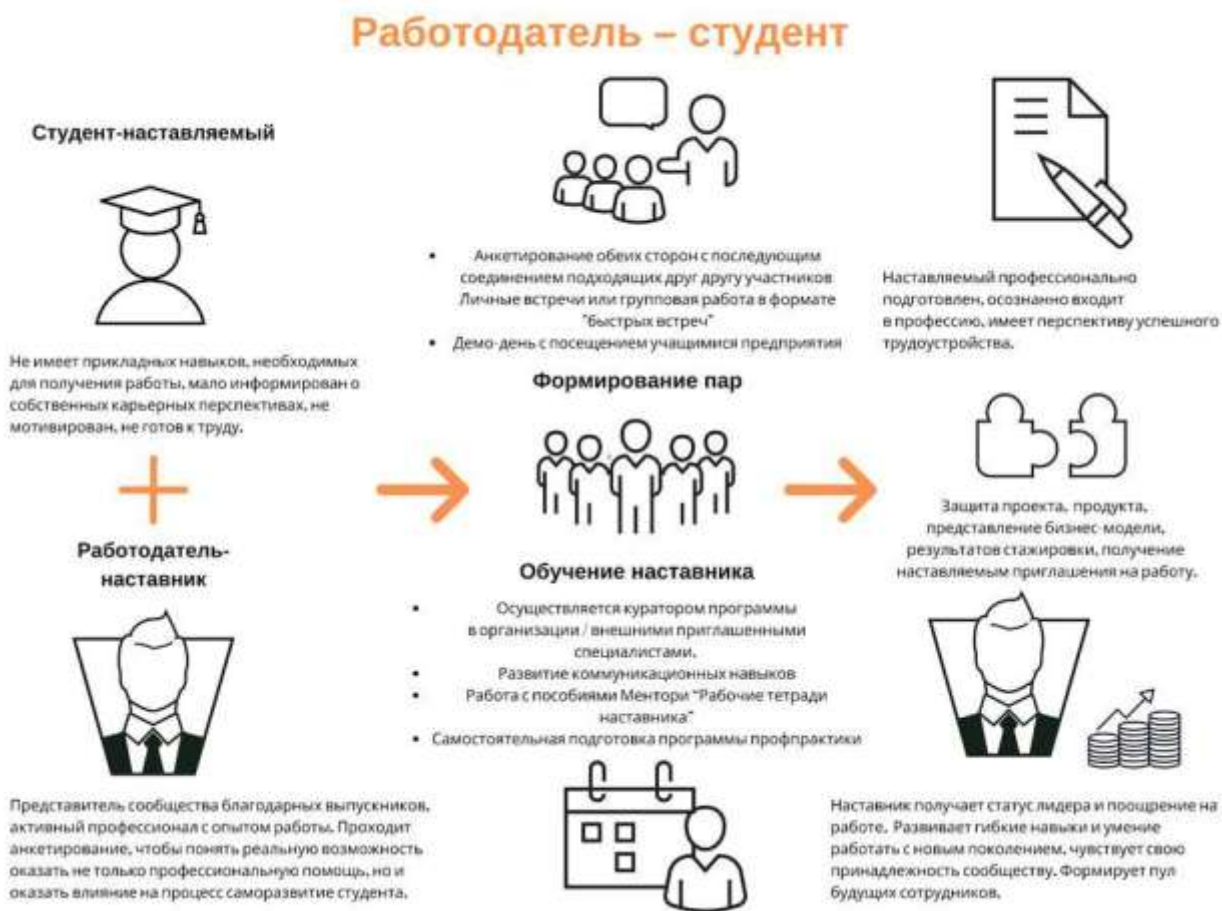 Работодатель – студент
Студент-наставляемый
Не имеет прикладных навыков, необходимых
для получения работы, мало информирован о
собственных карьерных перспективах, не
мотивирован, не готов к труду.
Работодатель-
наставник
Представитель сообщества благодарных выпускников,
активный профессионал с опытом работы. Проходит
анкетирование, чтобы понять реальную возможность
оказать не только профессиональную помощь, но и
оказать влияние на процесс саморазвитие студента.
• Анкетирование обеих сторон с последующим
соединением подходящих друг другу участников
Личные встречи или групповая работа в формате
"быстрых встреч"
• Демо-день с посещением учащимися предприятия
Формирование пар
Обучение наставника
• Осуществляется куратором программы
в организации / внешними приглашенными
специалистами.
• Развитие коммуникационных навыков
• Работа с пособиями Ментори "Рабочие тетради
наставника"
• Самостоятельная подготовка программы профпрактики
Наставляемый профессионально
подготовлен, осознанно входит
в профессию, имеет перспективу успешного
трудоустройства.
Защита проекта, продукта,
представление бизнес-модели,
результатов стажировки, получение
наставляемым приглашения на работу.
Наставник получает статус лидера и поощрение на
работе. Развивает гибкие навыки и умение
работать с новым поколением, чувствует свою
принадлежность сообществу. Формирует пул
будущих сотрудников.